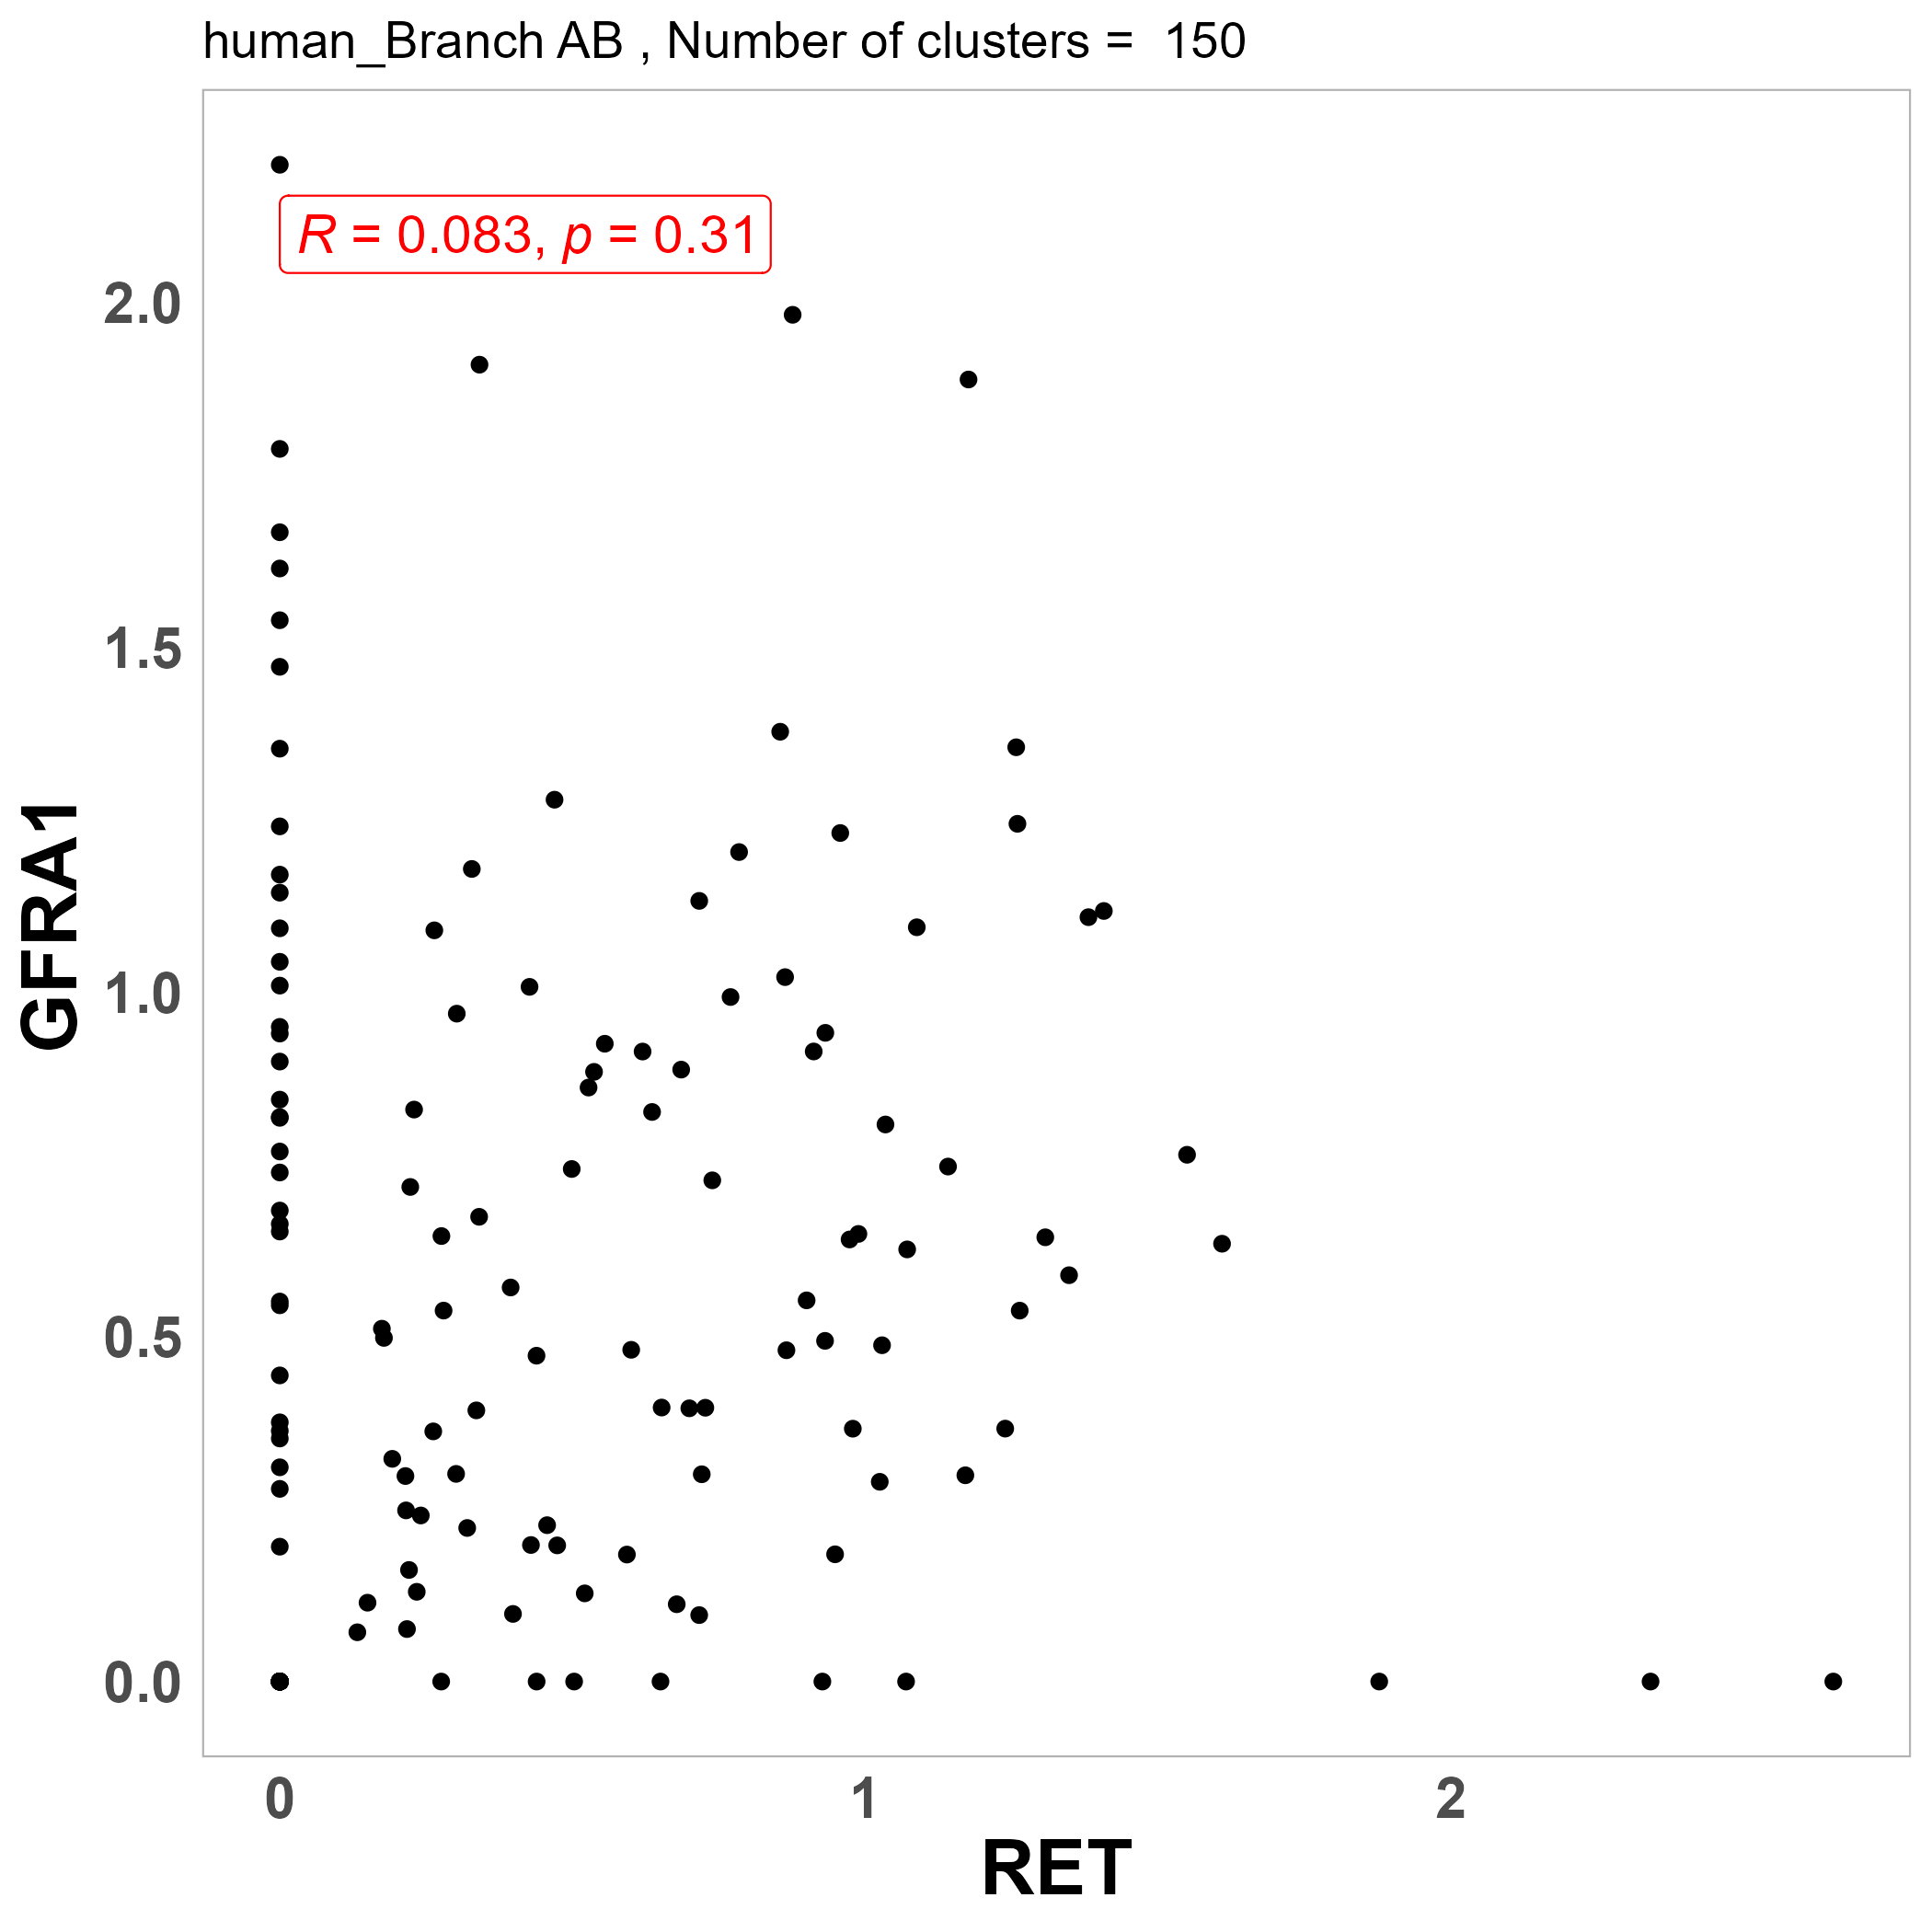 human_Branch AB , Number of clusters =  150
R = 0.083, p = 0.31
2.0
1.5
1.0
0.5
0.0
GFRA1
0 1 2
RET